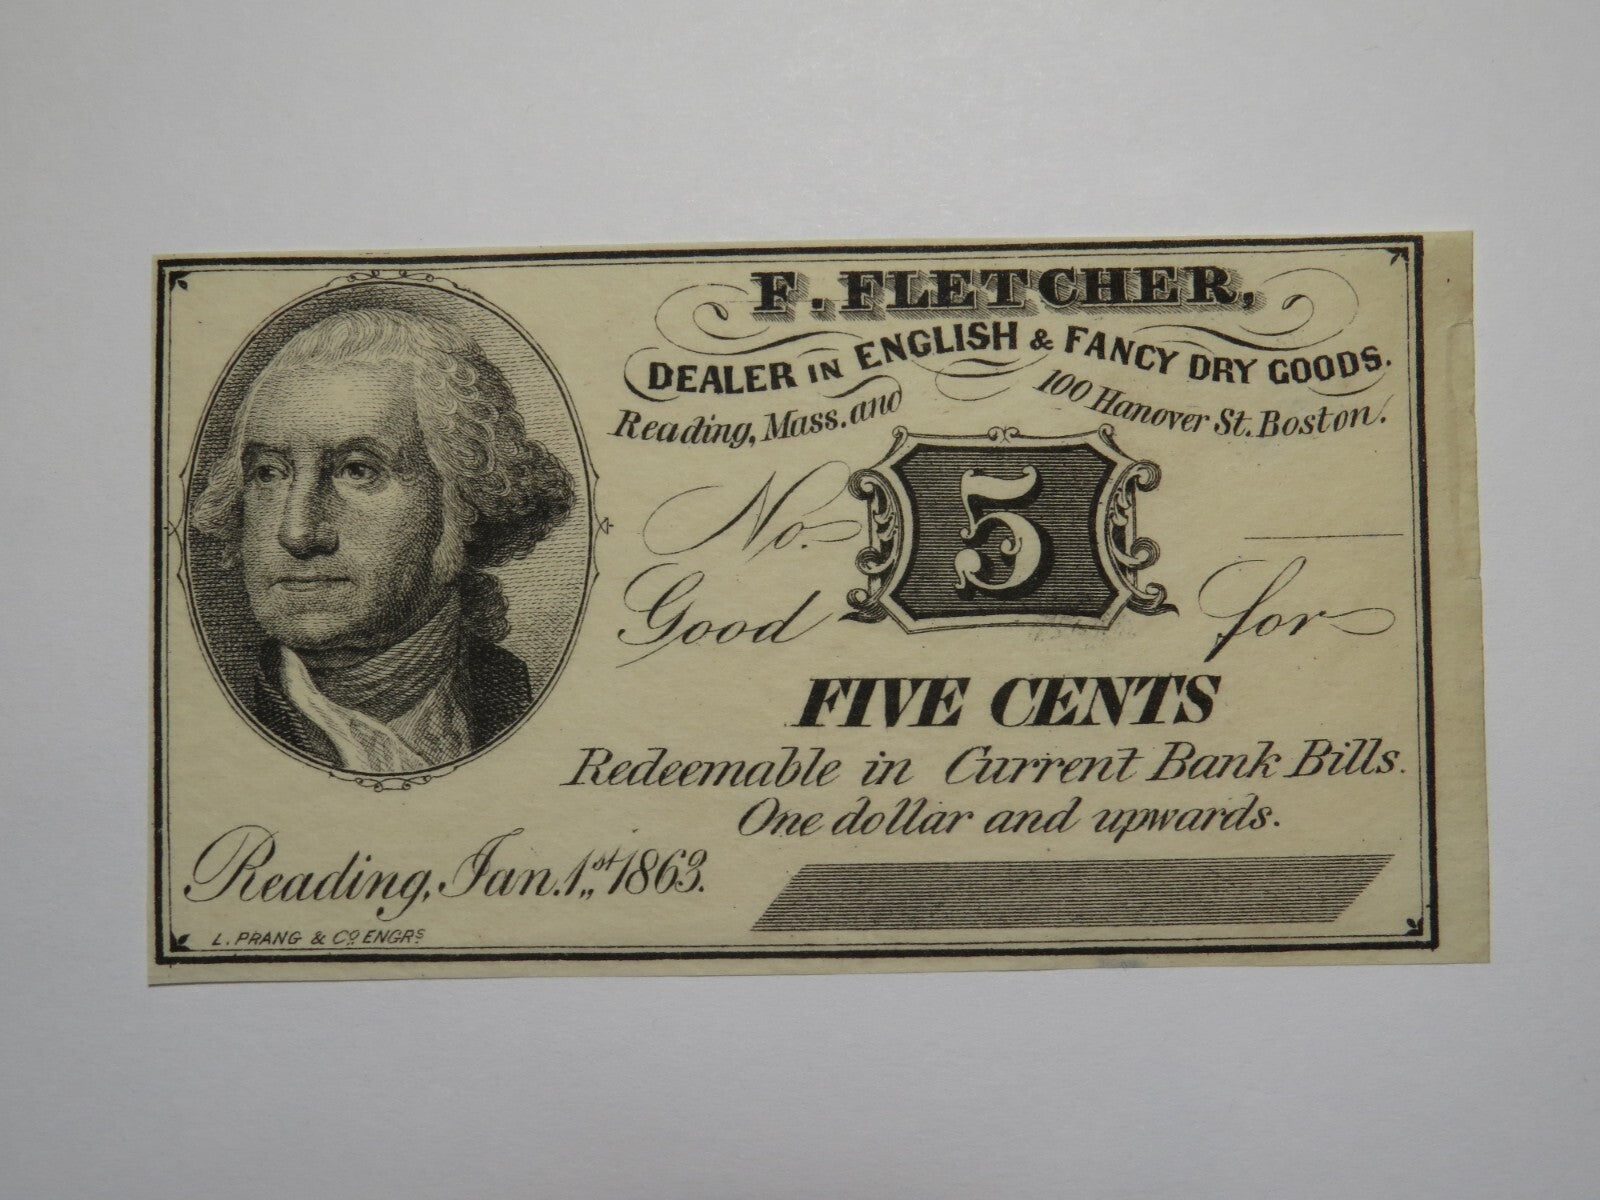 F. FLETCHER,
DEALER IN ENGLISH & FANCY DRY GOODS.
Reading, Mass. and 100 Hanover St. Boston.
No. 5
Good for
FIVE CENTS
Redeemable in Current Bank Bills.
One dollar and upwards.
Reading, Jan. 1st, 1863.
L. PRANG & Co ENGRS